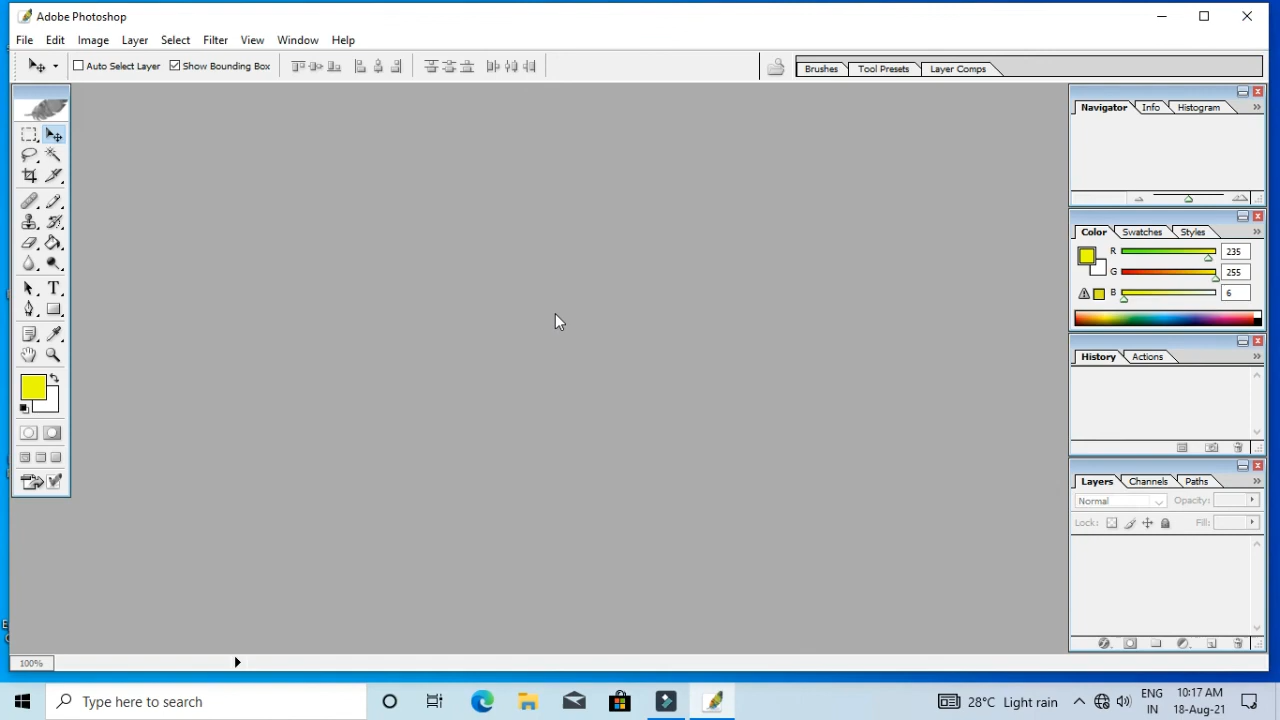 Adobe Photoshop
File Edit Image Layer Select Filter View Window Help
Auto Select Layer Show Bounding Box Brushes Tool Presets Layer Comps
Navigator Info Histogram
Color Swatches Styles
R 235
G 255
B 6
History Actions
Layers Channels Paths
Normal Opacity:
Lock: Fill:
100%
Type here to search
28°C Light rain
ENG
IN
10:17 AM
18-Aug-21